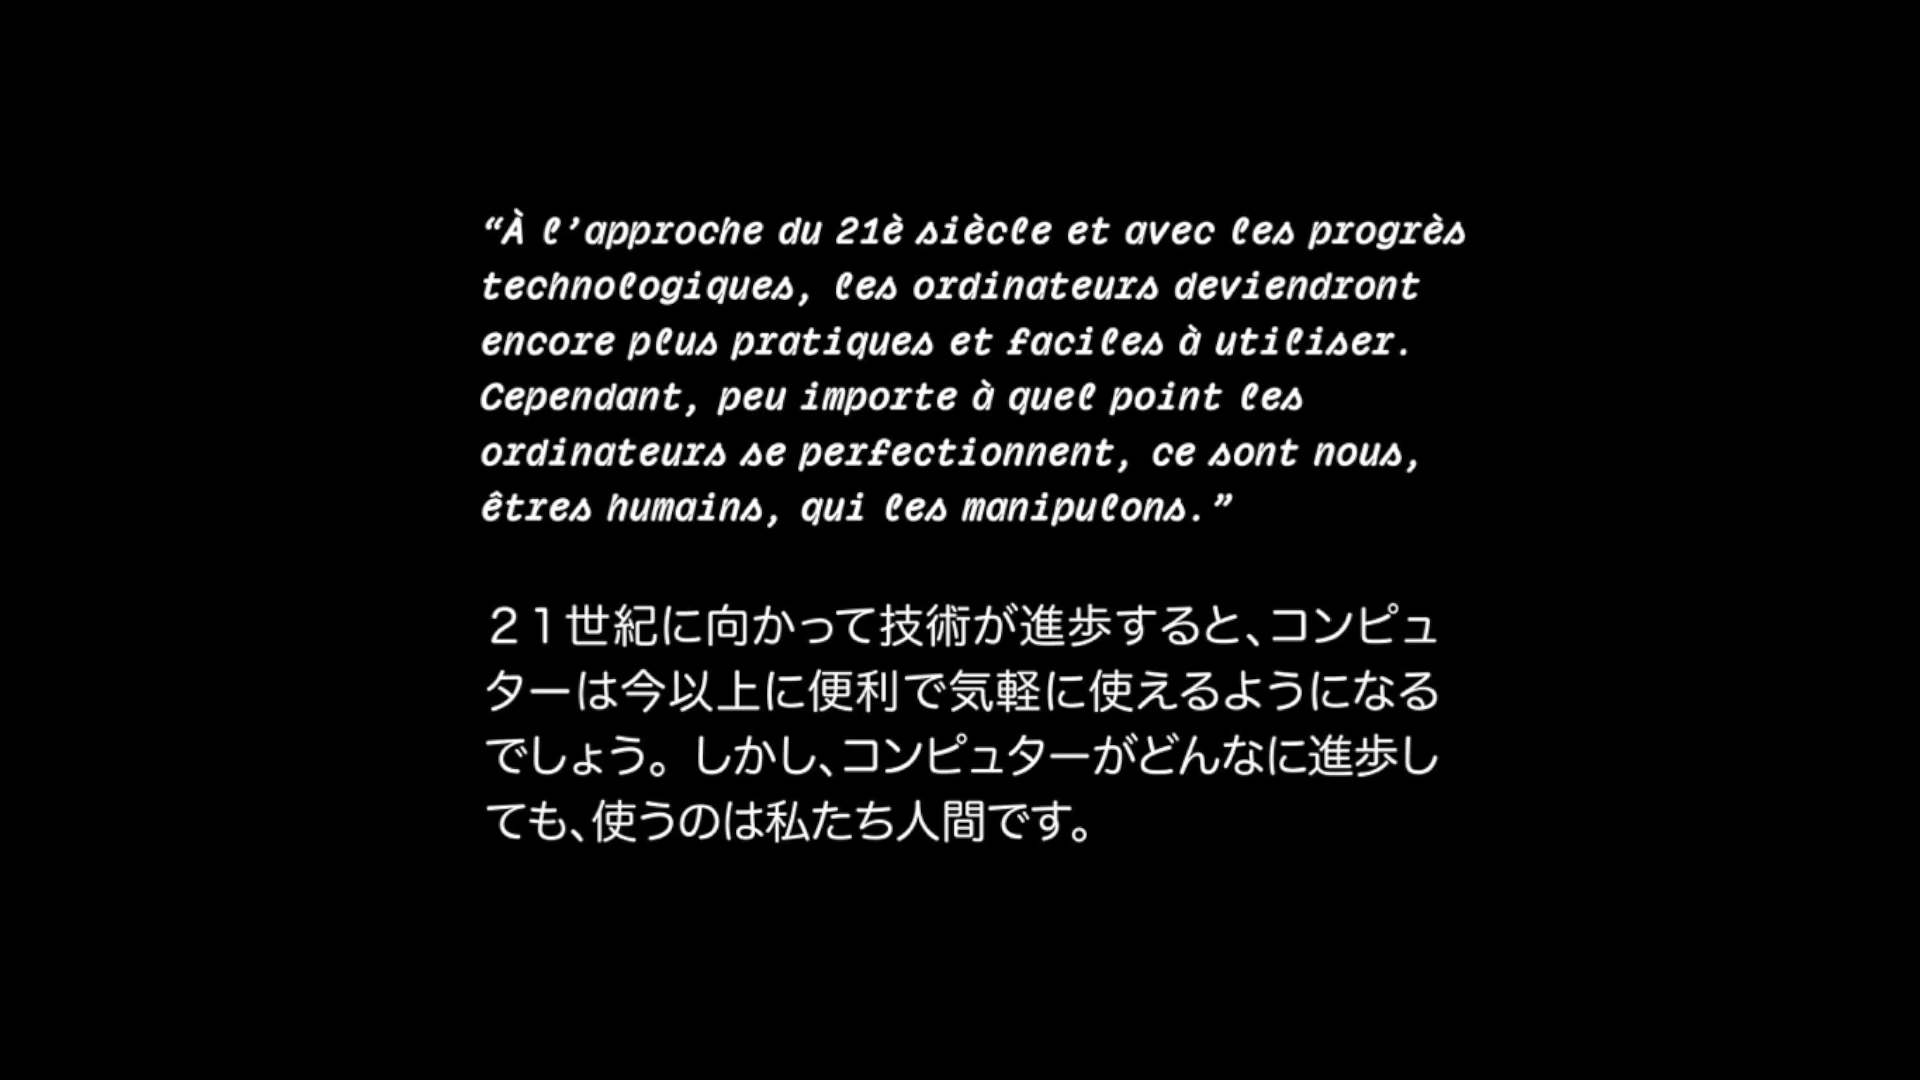 “À l’approche du 21è siècle et avec les progrès
technologiques, les ordinateurs deviendront
encore plus pratiques et faciles à utiliser.
Cependant, peu importe à quel point les
ordinateurs se perfectionnent, ce sont nous,
êtres humains, qui les manipulons.”
２１世紀に向かって技術が進歩すると、コンピュ
ターは今以上に便利で気軽に使えるようになる
でしょう。しかし、コンピュターがどんなに進歩し
ても、使うのは私たち人間です。